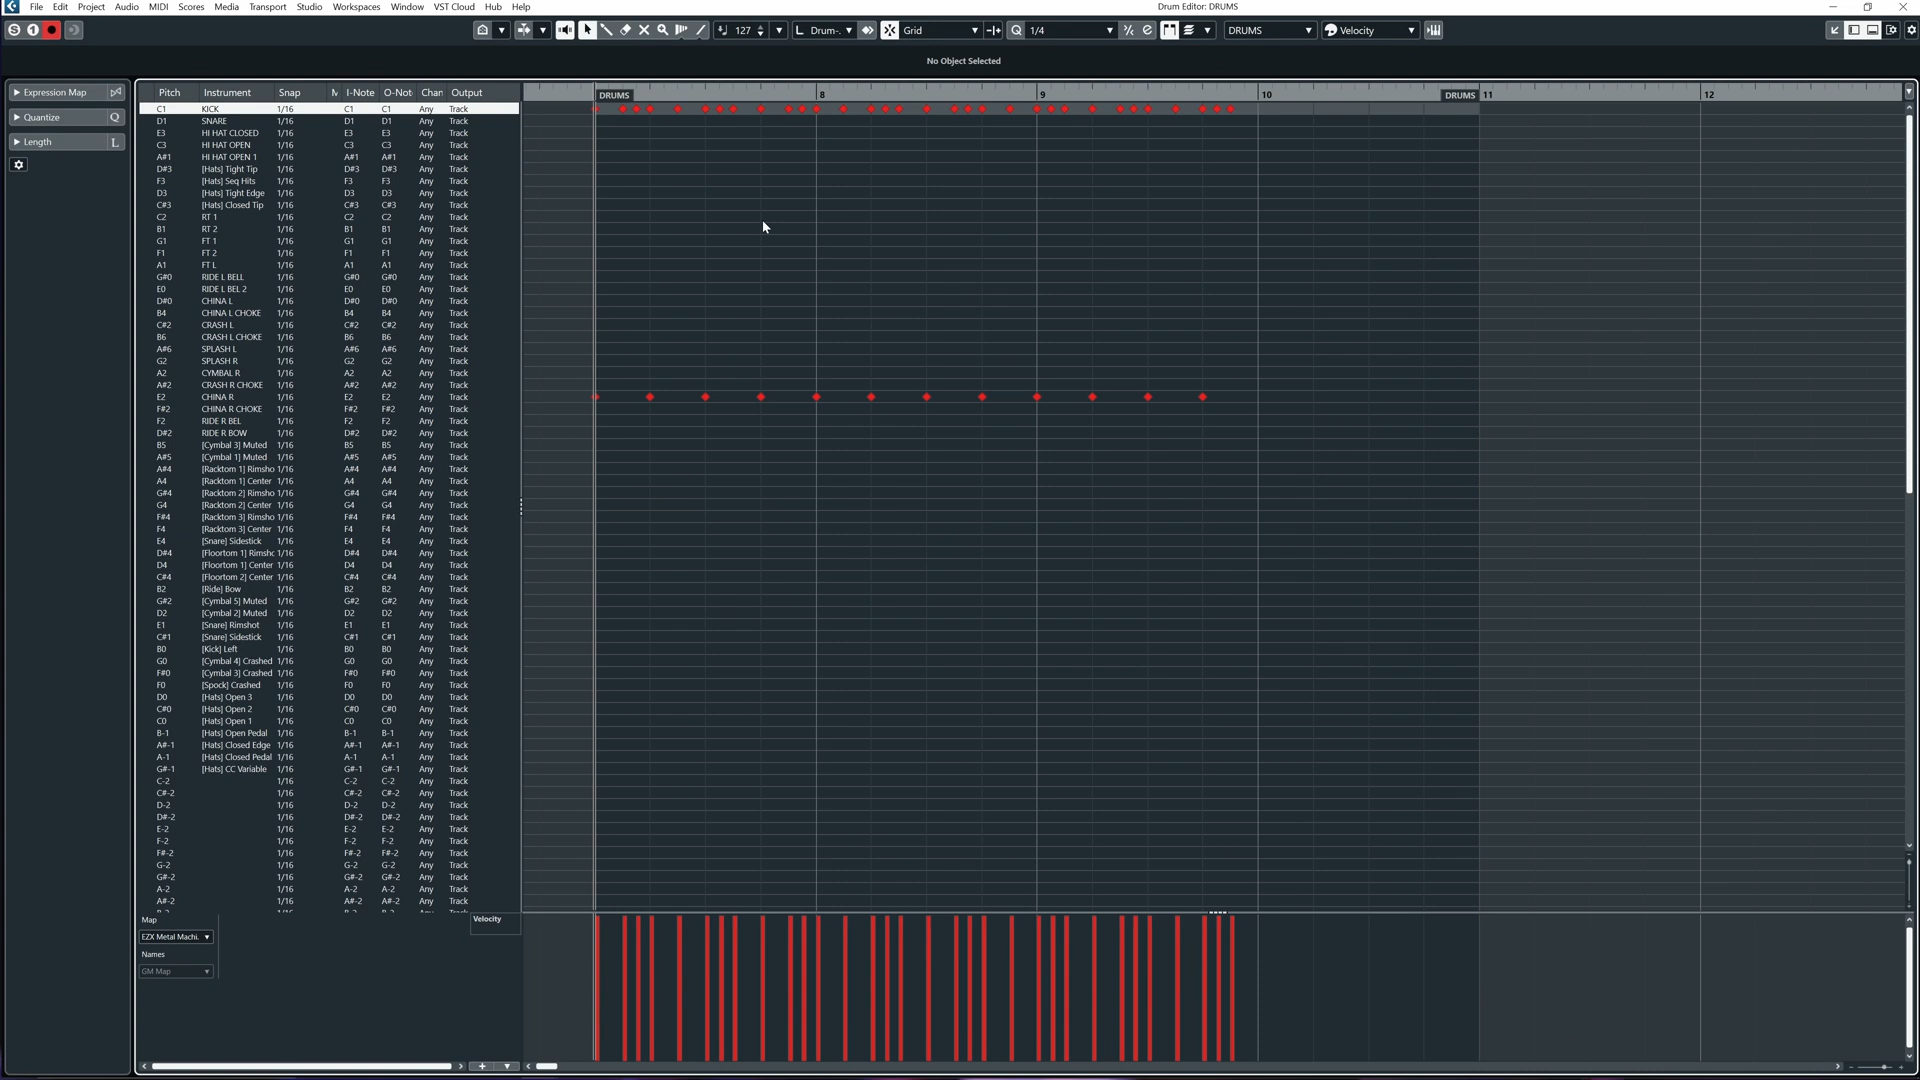 File Edit Project Audio MIDI Scores Media Transport Studio Workspaces Window VST Cloud Hub Help Drum Editor: DRUMS
S 1 127 L Drum-. Grid Q 1/4 DRUMS Velocity
No Object Selected
Expression Map
Quantize Q
Length L
Pitch Instrument Snap M I-Note O-Not Chan Output
DRUMS 8 9 10 DRUMS 11 12
C1 KICK 1/16 C1 C1 Any Track
D1 SNARE 1/16 D1 D1 Any Track
E3 HI HAT CLOSED 1/16 E3 E3 Any Track
C3 HI HAT OPEN 1/16 C3 C3 Any Track
A#1 HI HAT OPEN 1 1/16 A#1 A#1 Any Track
D#3 [Hats] Tight Tip 1/16 D#3 D#3 Any Track
F3 [Hats] Seq Hits 1/16 F3 F3 Any Track
D3 [Hats] Tight Edge 1/16 D3 D3 Any Track
C#3 [Hats] Closed Tip 1/16 C#3 C#3 Any Track
C2 RT 1 1/16 C2 C2 Any Track
B1 RT 2 1/16 B1 B1 Any Track
G1 FT 1 1/16 G1 G1 Any Track
F1 FT 2 1/16 F1 F1 Any Track
A1 FT L 1/16 A1 A1 Any Track
G#0 RIDE L BELL 1/16 G#0 G#0 Any Track
E0 RIDE L BEL 2 1/16 E0 E0 Any Track
D#0 CHINA L 1/16 D#0 D#0 Any Track
B4 CHINA L CHOKE 1/16 B4 B4 Any Track
C#2 CRASH L 1/16 C#2 C#2 Any Track
B6 CRASH L CHOKE 1/16 B6 B6 Any Track
A#6 SPLASH L 1/16 A#6 A#6 Any Track
G2 SPLASH R 1/16 G2 G2 Any Track
A2 CYMBAL R 1/16 A2 A2 Any Track
A#2 CRASH R CHOKE 1/16 A#2 A#2 Any Track
E2 CHINA R 1/16 E2 E2 Any Track
F#2 CHINA R CHOKE 1/16 F#2 F#2 Any Track
F2 RIDE R BEL 1/16 F2 F2 Any Track
D#2 RIDE R BOW 1/16 D#2 D#2 Any Track
B5 [Cymbal 3] Muted 1/16 B5 B5 Any Track
A#5 [Cymbal 1] Muted 1/16 A#5 A#5 Any Track
A#4 [Racktom 1] Rimsho 1/16 A#4 A#4 Any Track
A4 [Racktom 1] Center 1/16 A4 A4 Any Track
G#4 [Racktom 2] Rimsho 1/16 G#4 G#4 Any Track
G4 [Racktom 2] Center 1/16 G4 G4 Any Track
F#4 [Racktom 3] Rimsho 1/16 F#4 F#4 Any Track
F4 [Racktom 3] Center 1/16 F4 F4 Any Track
E4 [Snare] Sidestick 1/16 E4 E4 Any Track
D#4 [Floortom 1] Rimshc 1/16 D#4 D#4 Any Track
D4 [Floortom 1] Center 1/16 D4 D4 Any Track
C#4 [Floortom 2] Center 1/16 C#4 C#4 Any Track
B2 [Ride] Bow 1/16 B2 B2 Any Track
G#2 [Cymbal 5] Muted 1/16 G#2 G#2 Any Track
D2 [Cymbal 2] Muted 1/16 D2 D2 Any Track
E1 [Snare] Rimshot 1/16 E1 E1 Any Track
C#1 [Snare] Sidestick 1/16 C#1 C#1 Any Track
B0 [Kick] Left 1/16 B0 B0 Any Track
G0 [Cymbal 4] Crashed 1/16 G0 G0 Any Track
F#0 [Cymbal 3] Crashed 1/16 F#0 F#0 Any Track
F0 [Spock] Crashed 1/16 F0 F0 Any Track
D0 [Hats] Open 3 1/16 D0 D0 Any Track
C#0 [Hats] Open 2 1/16 C#0 C#0 Any Track
C0 [Hats] Open 1 1/16 C0 C0 Any Track
B-1 [Hats] Open Pedal 1/16 B-1 B-1 Any Track
A#-1 [Hats] Closed Edge 1/16 A#-1 A#-1 Any Track
A-1 [Hats] Closed Pedal 1/16 A-1 A-1 Any Track
G#-1 [Hats] CC Variable 1/16 G#-1 G#-1 Any Track
C-2 1/16 C-2 C-2 Any Track
C#-2 1/16 C#-2 C#-2 Any Track
D-2 1/16 D-2 D-2 Any Track
D#-2 1/16 D#-2 D#-2 Any Track
E-2 1/16 E-2 E-2 Any Track
F-2 1/16 F-2 F-2 Any Track
F#-2 1/16 F#-2 F#-2 Any Track
G-2 1/16 G-2 G-2 Any Track
G#-2 1/16 G#-2 G#-2 Any Track
A-2 1/16 A-2 A-2 Any Track
A#-2 1/16 A#-2 A#-2 Any Track
Map Velocity
EZX Metal Machi.
Names
GM Map